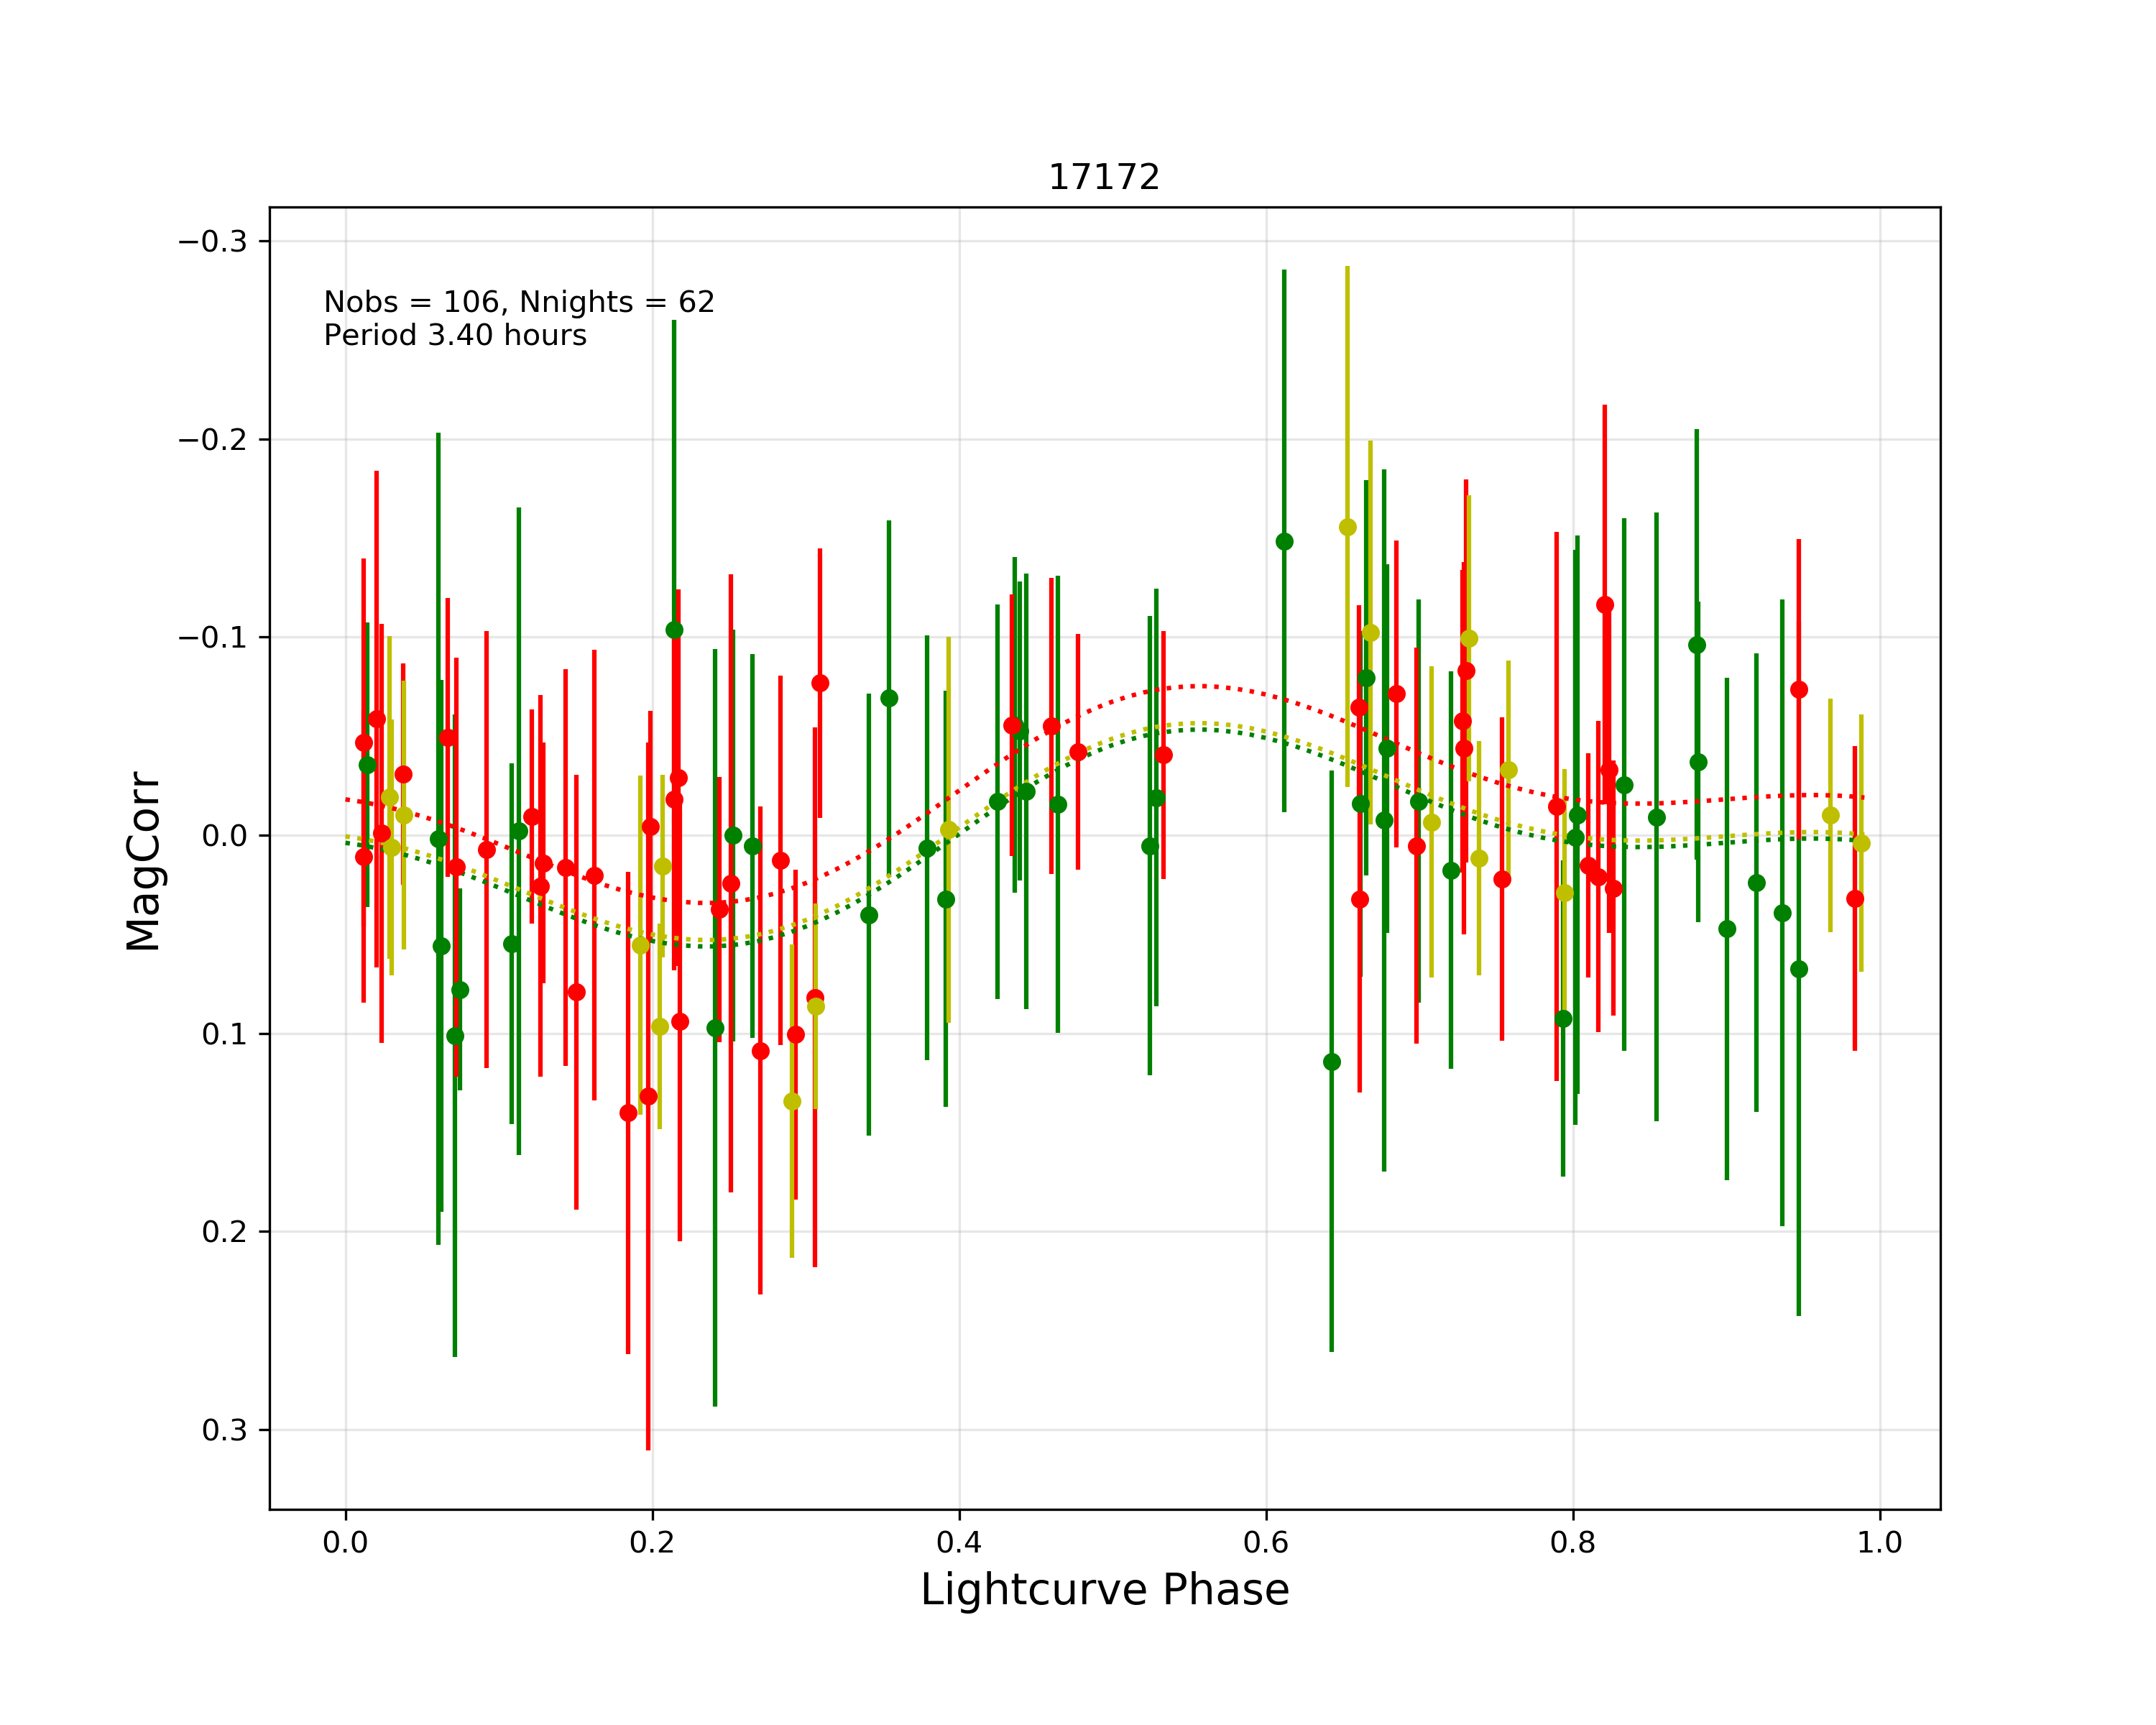 17172
Nobs = 106, Nnights = 62
Period 3.40 hours
−0.3
−0.2
−0.1
0.0
0.1
0.2
0.3
MagCorr
0.0 0.2 0.4 0.6 0.8 1.0
Lightcurve Phase